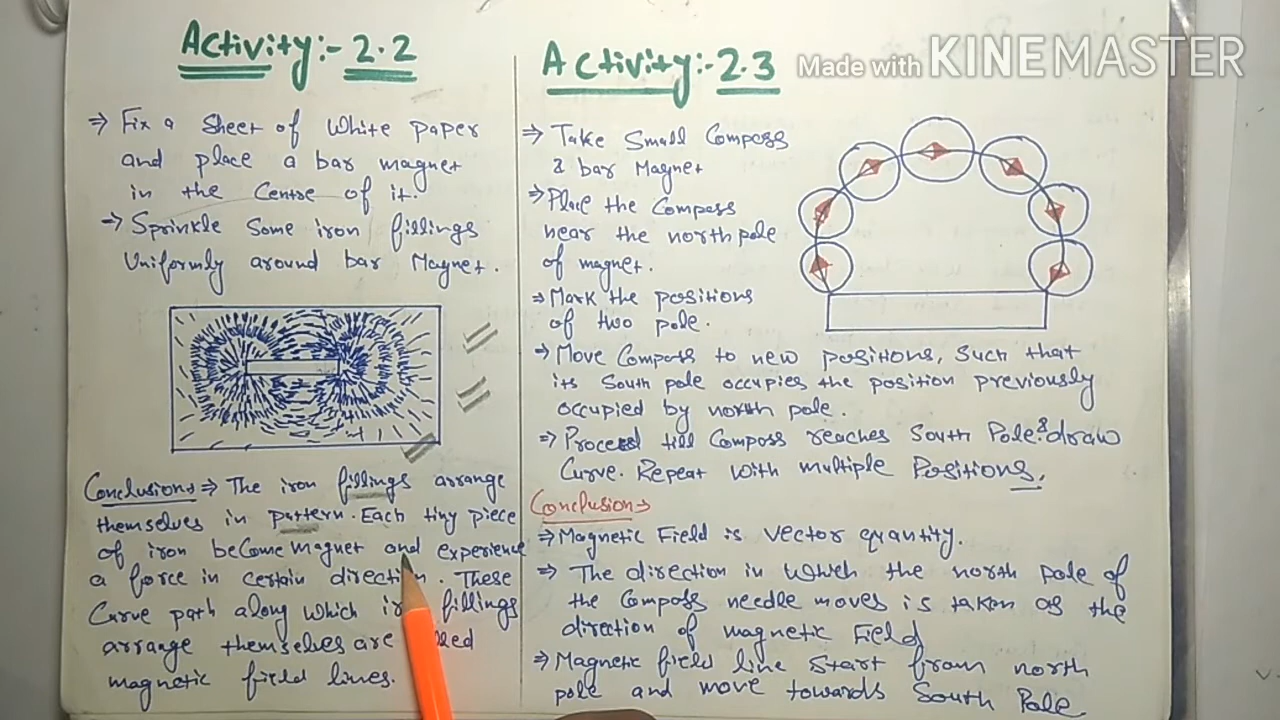 Activity:- 2.2
⇒ Fix a Sheet of White paper
and place a bar magnet
in the Centre of it.
⇒ Sprinkle Some iron fillings
Uniformly around bar Magnet.
Conclusion ⇒ The iron fillings arrange
themselves in pattern. Each tiny piece
of iron become magnet and experience
a force in certain direction. These
Curve path along which fillings
arrange themselves are
magnetic field lines.
Activity:- 2.3
⇒ Take Small Compass
& bar Magnet
⇒ Place the Compass
near the north pole
of magnet.
⇒ Mark the positions
of two pole.
⇒ Move Compass to new positions, Such that
its South pole occupies the position previously
occupied by north pole.
⇒ Proceed till Compass reaches South Pole & draw
Curve. Repeat with multiple Positions.
Conclusion
⇒ Magnetic Field is vector quantity.
⇒ The direction in which the north pole of
the Compass needle moves is taken as the
direction of magnetic Field
⇒ Magnetic field line start from north
pole and move towards South Pole
Made with KINEMASTER